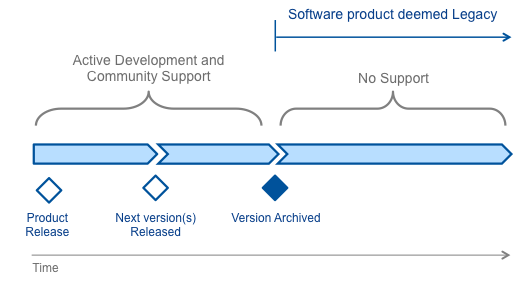 Software product deemed Legacy
Active Development and
Community Support
No Support
Product
Release
Next version(s)
Released
Version Archived
Time